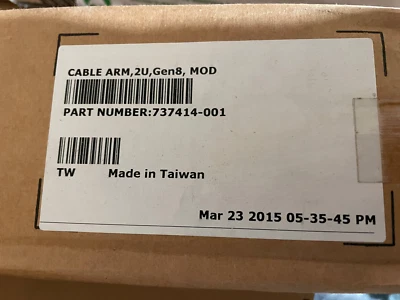 CABLE ARM,2U,Gen8, MOD
PART NUMBER:737414-001
TW Made in Taiwan
Mar 23 2015 05-35-45 PM